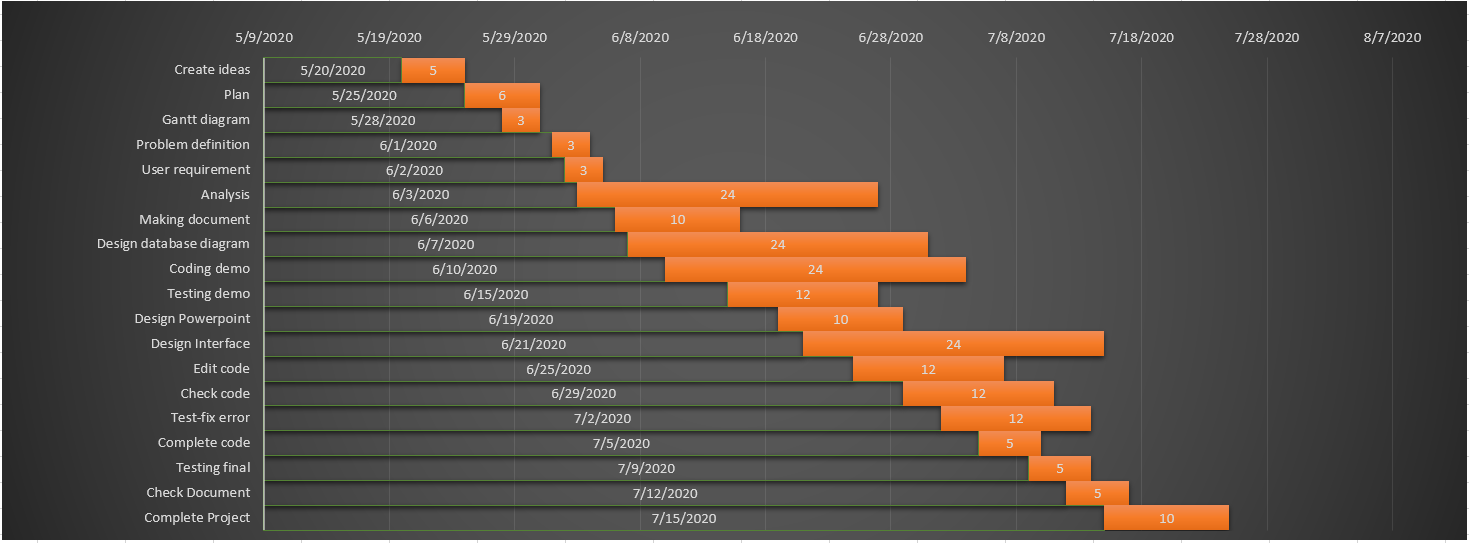 5/9/2020 5/19/2020 5/29/2020 6/8/2020 6/18/2020 6/28/2020 7/8/2020 7/18/2020 7/28/2020 8/7/2020
Create ideas 5/20/2020 5
Plan 5/25/2020 6
Gantt diagram 5/28/2020 3
Problem definition 6/1/2020 3
User requirement 6/2/2020 3
Analysis 6/3/2020 24
Making document 6/6/2020 10
Design database diagram 6/7/2020 24
Coding demo 6/10/2020 24
Testing demo 6/15/2020 12
Design Powerpoint 6/19/2020 10
Design Interface 6/21/2020 24
Edit code 6/25/2020 12
Check code 6/29/2020 12
Test-fix error 7/2/2020 12
Complete code 7/5/2020 5
Testing final 7/9/2020 5
Check Document 7/12/2020 5
Complete Project 7/15/2020 10